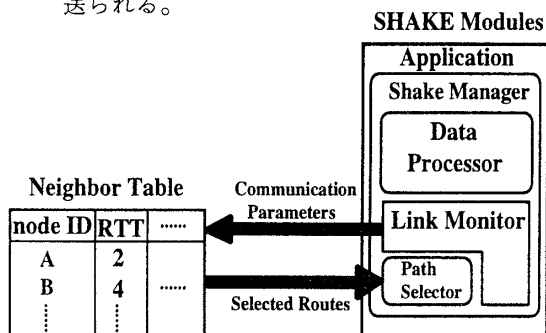 送られる。
SHAKE Modules
Application
Shake Manager
Data
Processor
Link Monitor
Path
Selector
Communication
Parameters
Selected Routes
Neighbor Table
node ID RTT ......
A 2
B 4 ......